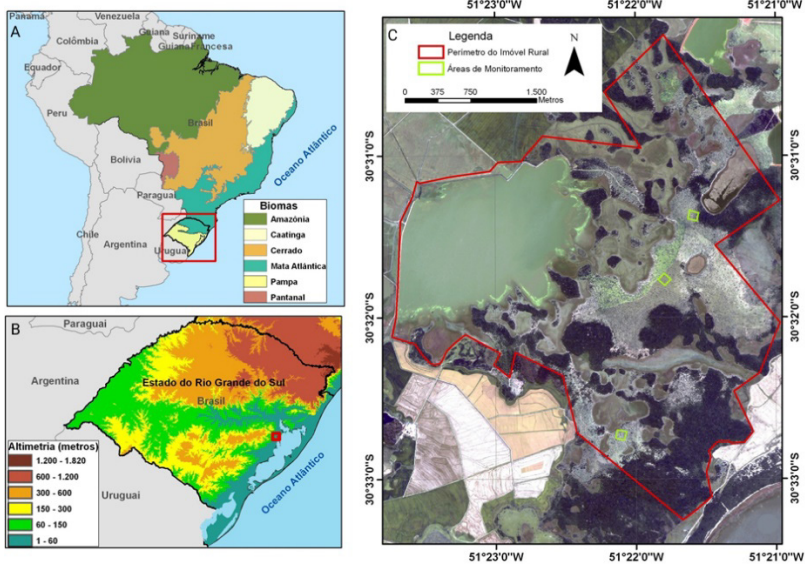 A
Panamá
Venezuela
Guiana
Suriname
Guiana Francesa
Colômbia
Equador
Peru
Brasil
Bolívia
Paraguai
Chile
Argentina
Uruguai
Oceano Atlântico
Biomas
Amazônia
Caatinga
Cerrado
Mata Atlântica
Pampa
Pantanal
B
Paraguai
Argentina
Estado do Rio Grande do Sul
Brasil
Uruguai
Oceano Atlântico
Altimetria (metros)
1.200 - 1.820
600 - 1.200
300 - 600
150 - 300
60 - 150
1 - 60
C
Legenda
Perímetro do Imóvel Rural
Áreas de Monitoramento
N
0 375 750 1.500
Metros
51°23'0"W 51°22'0"W 51°21'0"W
30°31'0"S
30°32'0"S
30°33'0"S
30°31'0"S
30°32'0"S
30°33'0"S
51°23'0"W 51°22'0"W 51°21'0"W